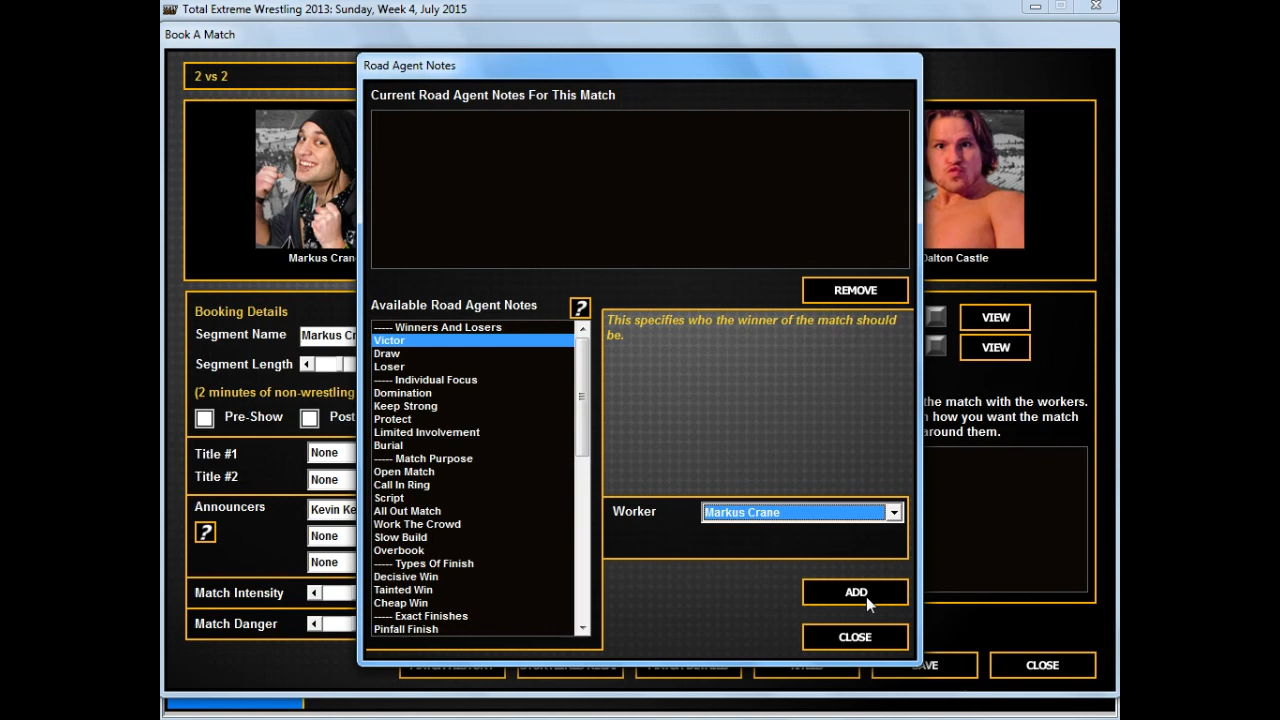 Total Extreme Wrestling 2013: Sunday, Week 4, July 2015
Book A Match
Road Agent Notes
2 vs 2
Current Road Agent Notes For This Match
Markus Cran
Dalton Castle
REMOVE
Available Road Agent Notes
?
This specifies who the winner of the match should
be.
----- Winners And Losers
Victor
Draw
Loser
----- Individual Focus
Domination
Keep Strong
Protect
Limited Involvement
Burial
----- Match Purpose
Open Match
Call In Ring
Script
All Out Match
Work The Crowd
Slow Build
Overbook
----- Types Of Finish
Decisive Win
Tainted Win
Cheap Win
----- Exact Finishes
Pinfall Finish
Worker
Markus Crane
ADD
CLOSE
Booking Details
Segment Name
Markus Cr
Segment Length
(2 minutes of non-wrestling
Pre-Show
Post
Title #1
None
Title #2
None
Announcers
Kevin Ke
?
None
None
Match Intensity
Match Danger
VIEW
VIEW
the match with the workers.
how you want the match
around them.
CLOSE